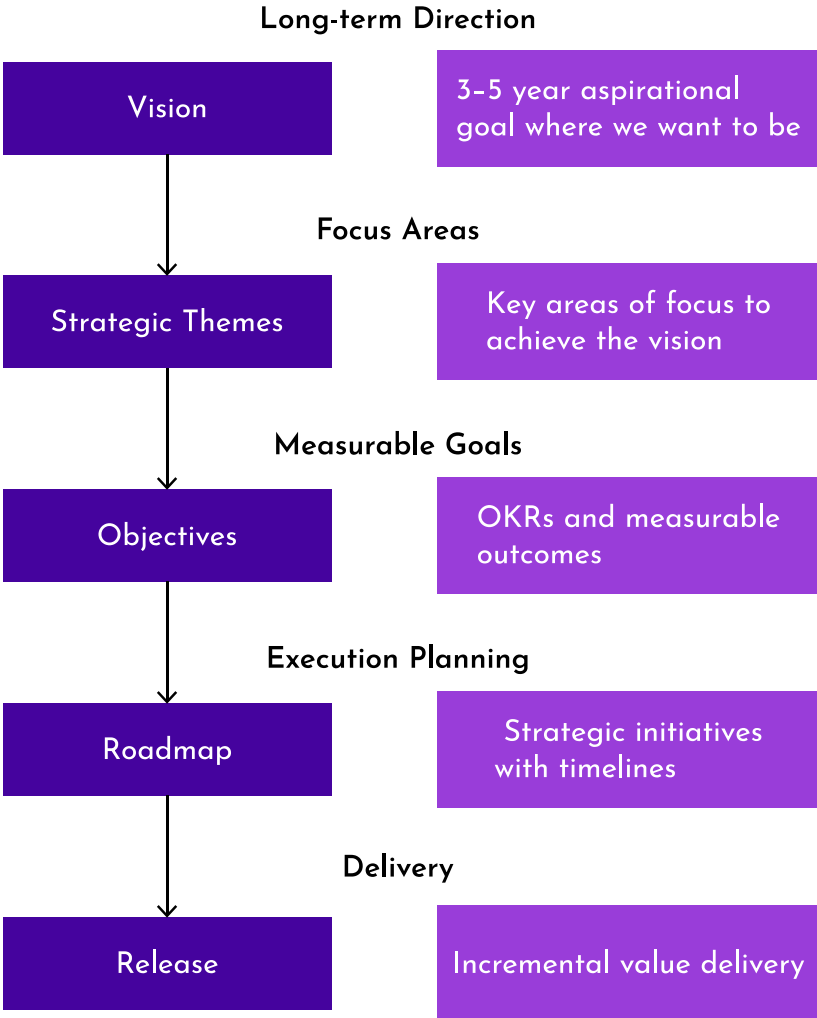 Long-term Direction
Vision
3–5 year aspirational
goal where we want to be
Focus Areas
Strategic Themes
Key areas of focus to
achieve the vision
Measurable Goals
Objectives
OKRs and measurable
outcomes
Execution Planning
Roadmap
Strategic initiatives
with timelines
Delivery
Release
Incremental value delivery